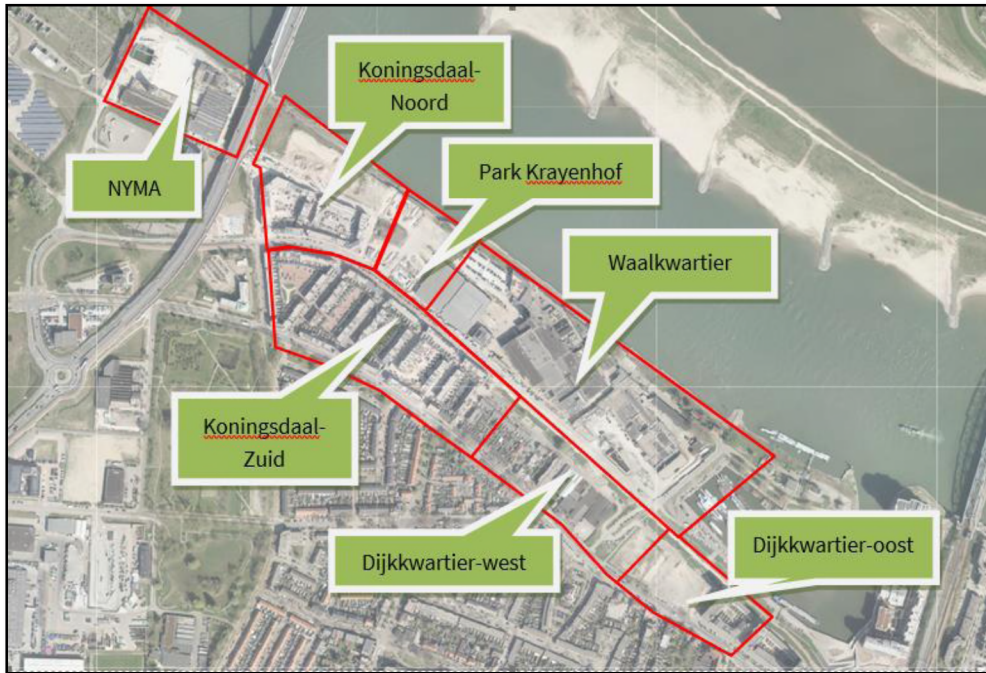 Koningsdaal-
Noord
NYMA
Park Krayenhof
Waalkwartier
Koningsdaal-
Zuid
Dijkkwartier-west
Dijkkwartier-oost